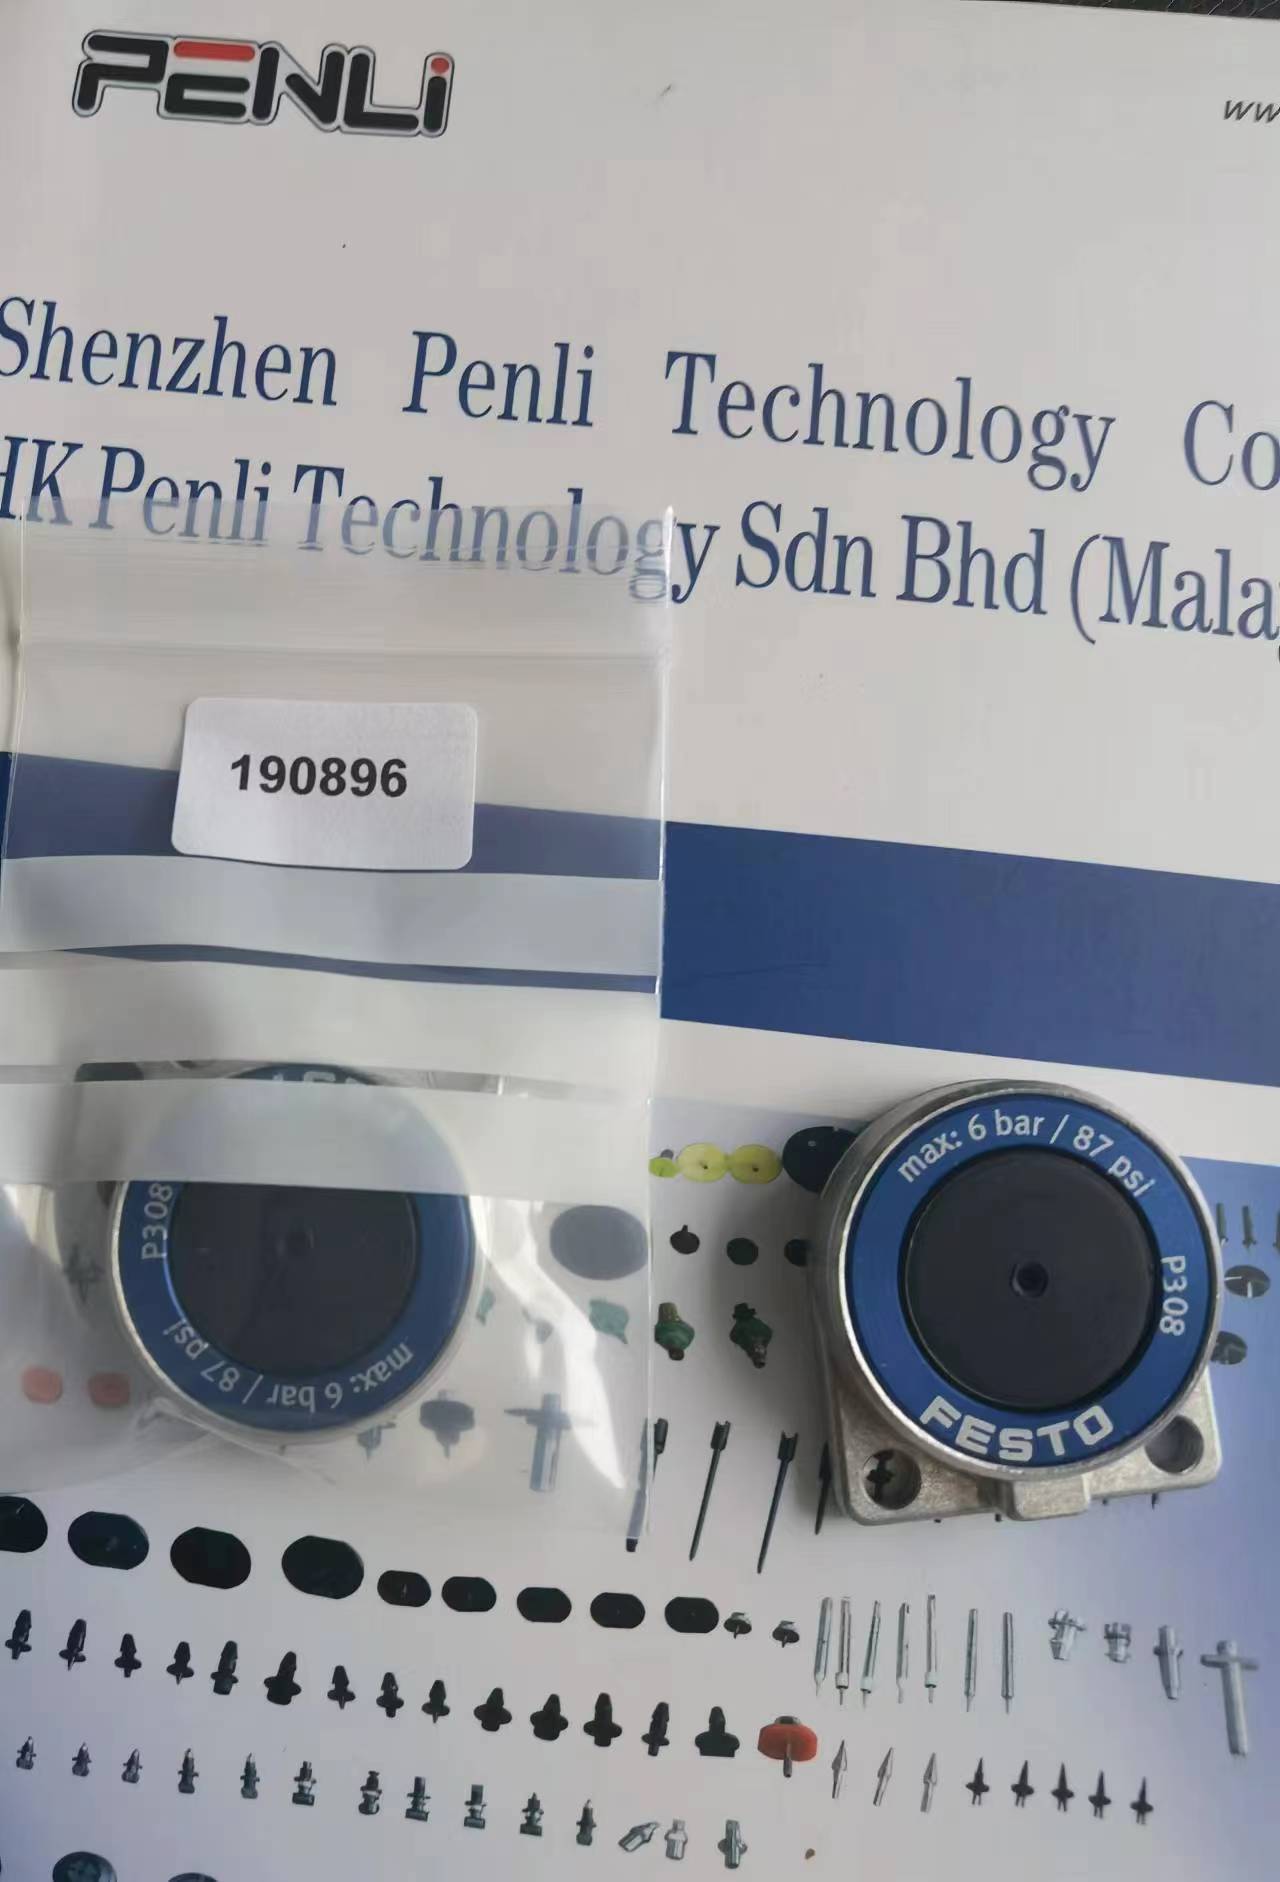 PENLi
ww
Shenzhen Penli Technology Co
HK Penli Technology Sdn Bhd (Mala
190896
P308
max: 6 bar / 87 psi
max: 6 bar / 87 psi
P308
FESTO